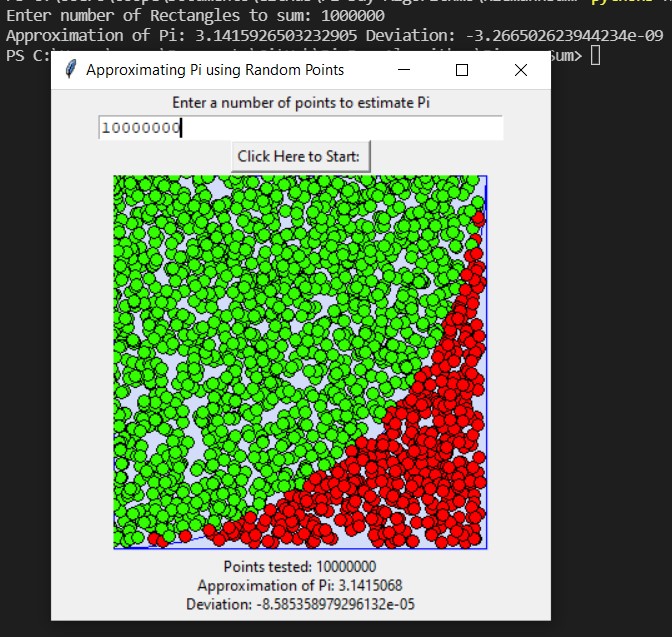 Enter number of Rectangles to sum: 1000000
Approximation of Pi: 3.1415926503232905 Deviation: -3.266502623944234e-09
PS C:
Sum>
Approximating Pi using Random Points
Enter a number of points to estimate Pi
10000000
Click Here to Start:
Points tested: 10000000
Approximation of Pi: 3.1415068
Deviation: -8.585358979296132e-05